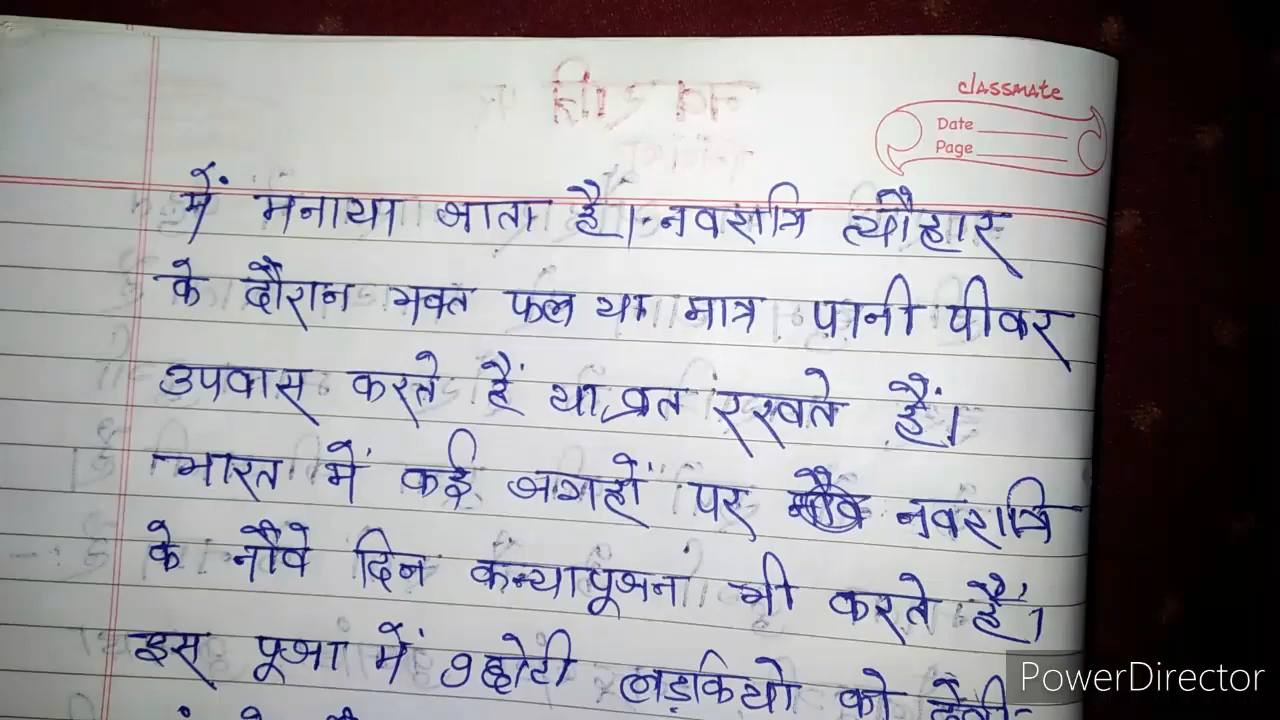 classmate
Date
Page
में मनाया जाता है। नवरात्रि त्यौहार
के दौरान भक्त फल या मात्र पानी पीकर
उपवास करते हैं या व्रत रखते हैं।
भारत में कई जगहों पर नवरात्रि
के नौवे दिन कन्यापूजन भी करते हैं।
इस पूजा में 9 छोटी लड़कियो को देवी
PowerDirector